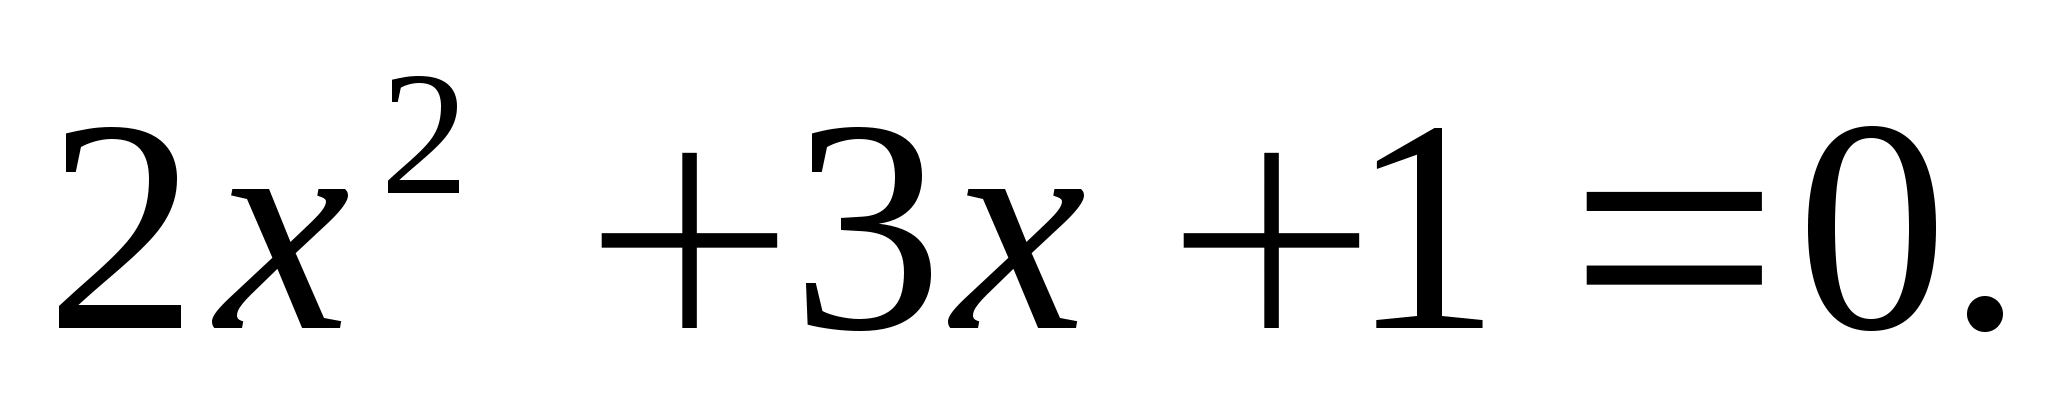 2x² +3x +1 =0.